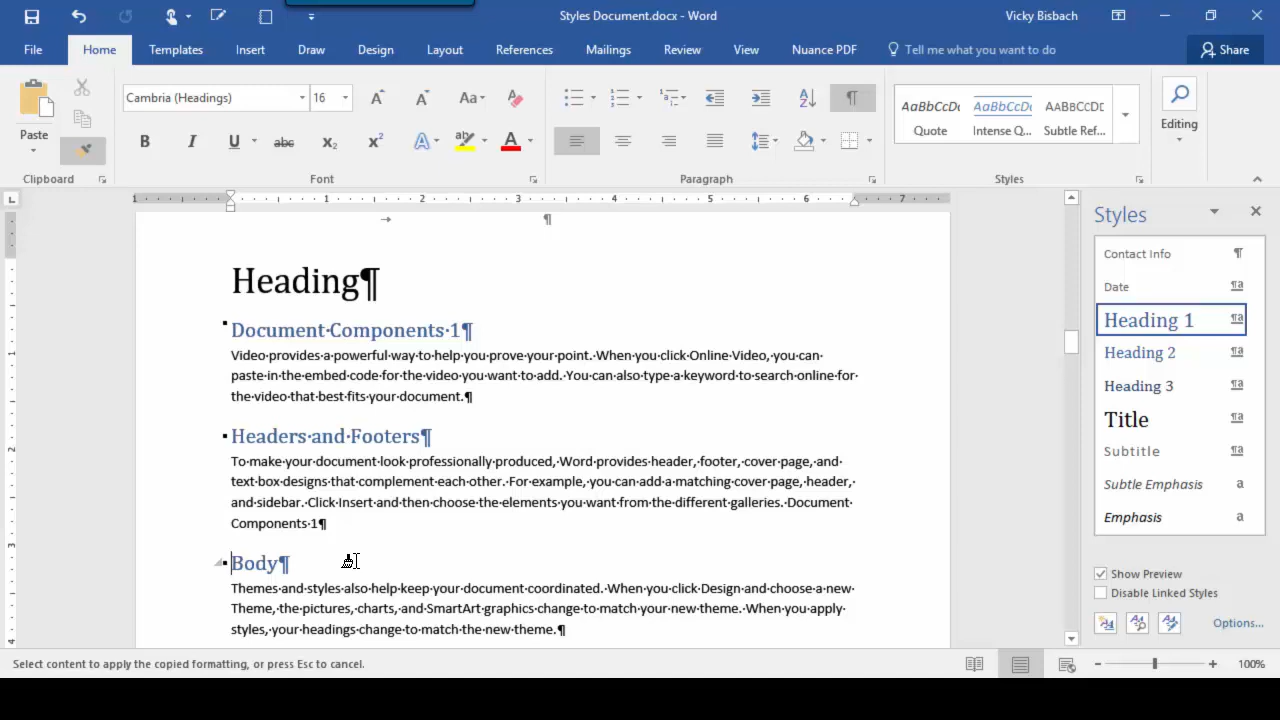 Styles Document.docx - Word
Vicky Bisbach
File Home Templates Insert Draw Design Layout References Mailings Review View Nuance PDF Tell me what you want to do Share
Paste
Clipboard
Cambria (Headings) 16
Font
Paragraph
AaBbCcDc AaBbCcDc AABBCCDE
Quote Intense Q... Subtle Ref...
Styles
Editing
1 1 2 3 4 5 6 7
Heading¶
Document·Components·1¶
Video·provides·a·powerful·way·to·help·you·prove·your·point.·When·you·click·Online·Video,·you·can·
paste·in·the·embed·code·for·the·video·you·want·to·add.·You·can·also·type·a·keyword·to·search·online·for·
the·video·that·best·fits·your·document.¶
Headers·and·Footers¶
To·make·your·document·look·professionally·produced,·Word·provides·header,·footer,·cover·page,·and·
text·box·designs·that·complement·each·other.·For·example,·you·can·add·a·matching·cover·page,·header,·
and·sidebar.·Click·Insert·and·then·choose·the·elements·you·want·from·the·different·galleries.·Document·
Components·1¶
Body¶
Themes·and·styles·also·help·keep·your·document·coordinated.·When·you·click·Design·and·choose·a·new·
Theme,·the·pictures,·charts,·and·SmartArt·graphics·change·to·match·your·new·theme.·When·you·apply·
styles,·your·headings·change·to·match·the·new·theme.¶
Styles
Contact Info ¶
Date ¶a
Heading 1 ¶a
Heading 2 ¶a
Heading 3 ¶a
Title ¶a
Subtitle ¶a
Subtle Emphasis a
Emphasis a
Show Preview
Disable Linked Styles
Options...
Select content to apply the copied formatting, or press Esc to cancel.
100%